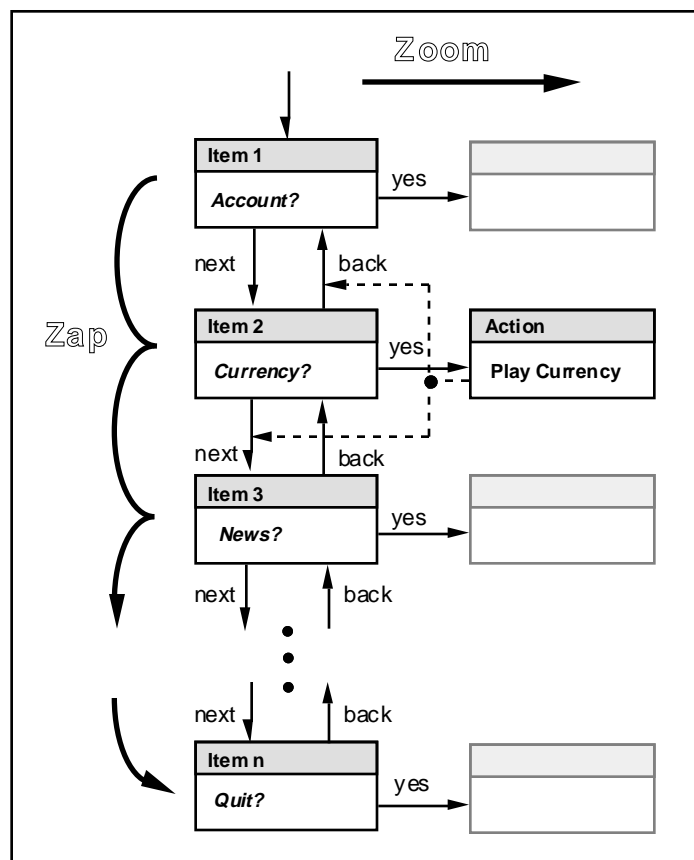 Zoom
Item 1
Account?
yes
next
back
Zap
Item 2
Currency?
yes
Action
Play Currency
next
back
Item 3
News?
yes
next
back
next
back
Item n
Quit?
yes